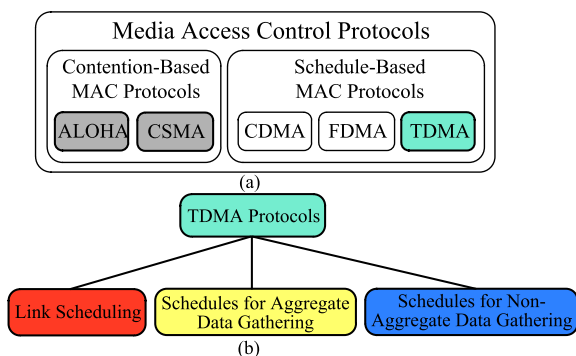 Media Access Control Protocols
Contention-Based
MAC Protocols
ALOHA
CSMA
Schedule-Based
MAC Protocols
CDMA
FDMA
TDMA
(a)
TDMA Protocols
Link Scheduling
Schedules for Aggregate
Data Gathering
Schedules for Non-
Aggregate Data Gathering
(b)